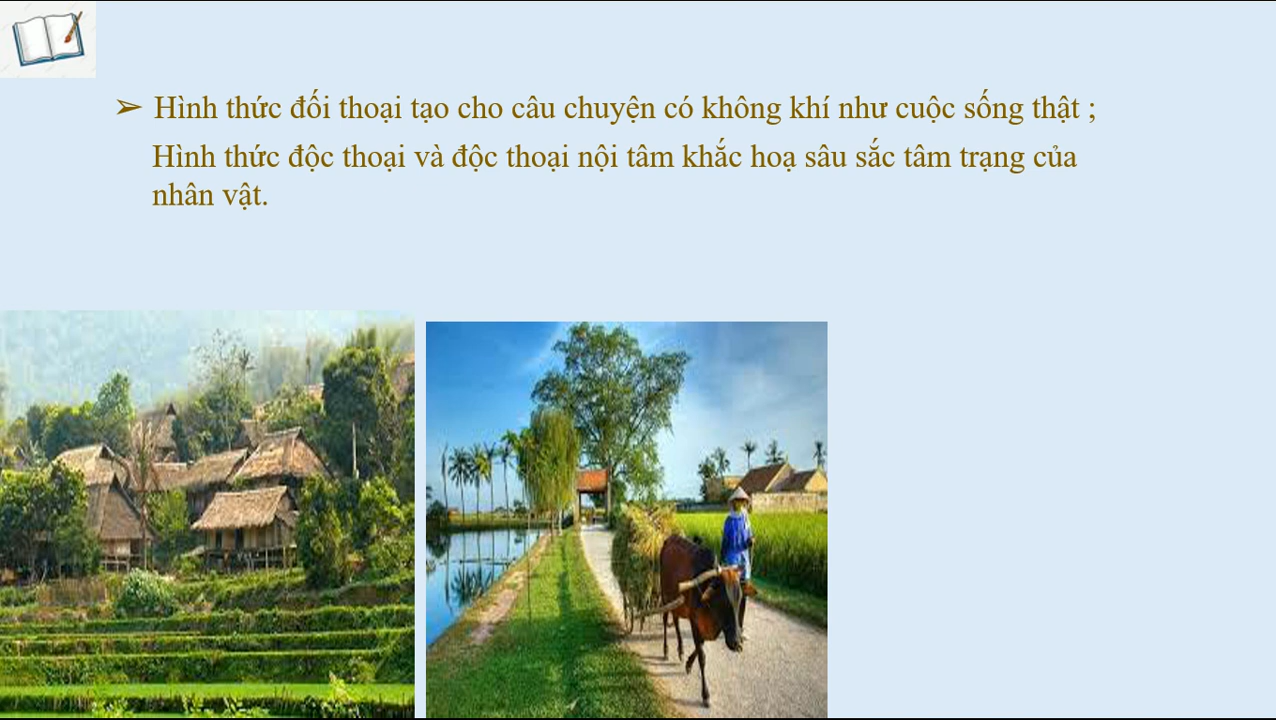 ➢ Hình thức đối thoại tạo cho câu chuyện có không khí như cuộc sống thật ;
Hình thức độc thoại và độc thoại nội tâm khắc hoạ sâu sắc tâm trạng của
nhân vật.